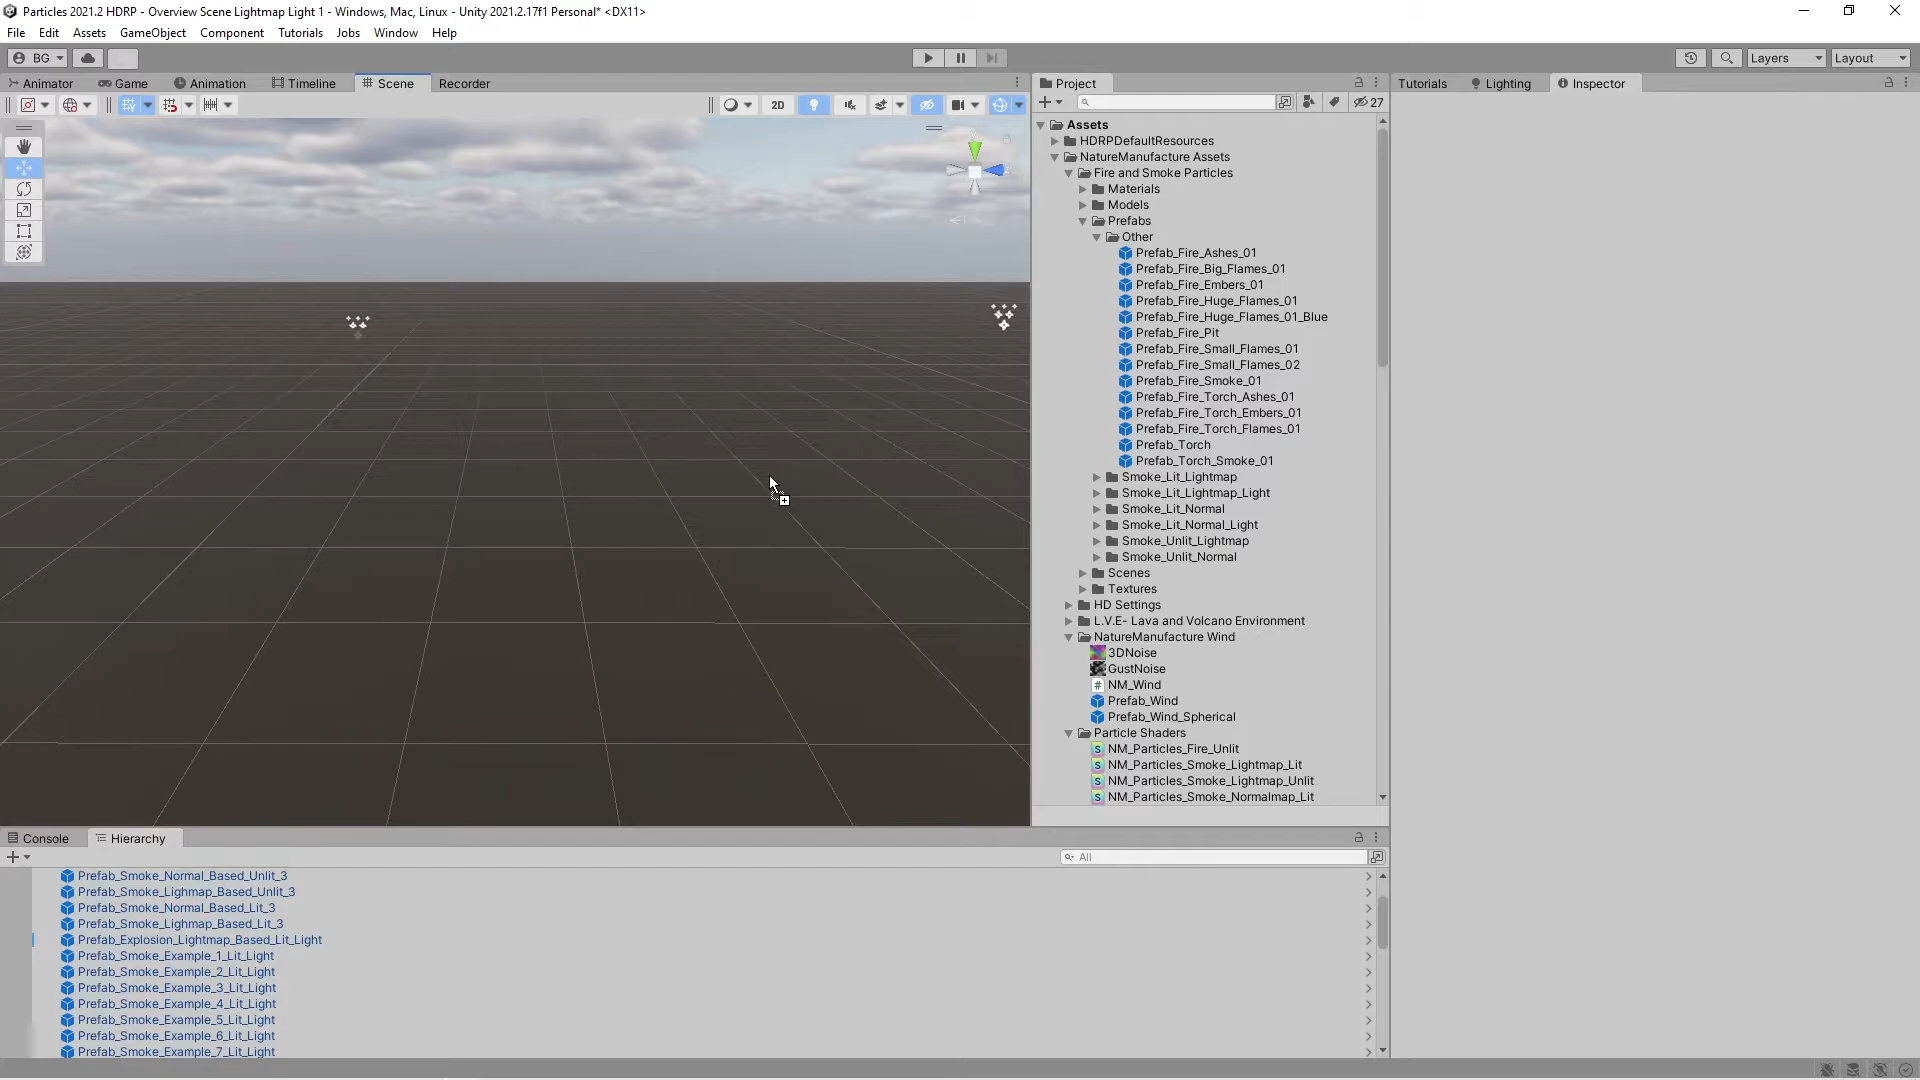 Particles 2021.2 HDRP - Overview Scene Lightmap Light 1 - Windows, Mac, Linux - Unity 2021.2.17f1 Personal* <DX11>
File Edit Assets GameObject Component Tutorials Jobs Window Help
BG Layers Layout
Animator Game Animation Timeline Scene Recorder
2D
Project
27
Assets
HDRPDefaultResources
NatureManufacture Assets
Fire and Smoke Particles
Materials
Models
Prefabs
Other
Prefab_Fire_Ashes_01
Prefab_Fire_Big_Flames_01
Prefab_Fire_Embers_01
Prefab_Fire_Huge_Flames_01
Prefab_Fire_Huge_Flames_01_Blue
Prefab_Fire_Pit
Prefab_Fire_Small_Flames_01
Prefab_Fire_Small_Flames_02
Prefab_Fire_Smoke_01
Prefab_Fire_Torch_Ashes_01
Prefab_Fire_Torch_Embers_01
Prefab_Fire_Torch_Flames_01
Prefab_Torch
Prefab_Torch_Smoke_01
Smoke_Lit_Lightmap
Smoke_Lit_Lightmap_Light
Smoke_Lit_Normal
Smoke_Lit_Normal_Light
Smoke_Unlit_Lightmap
Smoke_Unlit_Normal
Scenes
Textures
HD Settings
L.V.E- Lava and Volcano Environment
NatureManufacture Wind
3DNoise
GustNoise
NM_Wind
Prefab_Wind
Prefab_Wind_Spherical
Particle Shaders
NM_Particles_Fire_Unlit
NM_Particles_Smoke_Lightmap_Lit
NM_Particles_Smoke_Lightmap_Unlit
NM_Particles_Smoke_Normalmap_Lit
Tutorials Lighting Inspector
Console Hierarchy
All
Prefab_Smoke_Normal_Based_Unlit_3
Prefab_Smoke_Lighmap_Based_Unlit_3
Prefab_Smoke_Normal_Based_Lit_3
Prefab_Smoke_Lighmap_Based_Lit_3
Prefab_Explosion_Lightmap_Based_Lit_Light
Prefab_Smoke_Example_1_Lit_Light
Prefab_Smoke_Example_2_Lit_Light
Prefab_Smoke_Example_3_Lit_Light
Prefab_Smoke_Example_4_Lit_Light
Prefab_Smoke_Example_5_Lit_Light
Prefab_Smoke_Example_6_Lit_Light
Prefab_Smoke_Example_7_Lit_Light